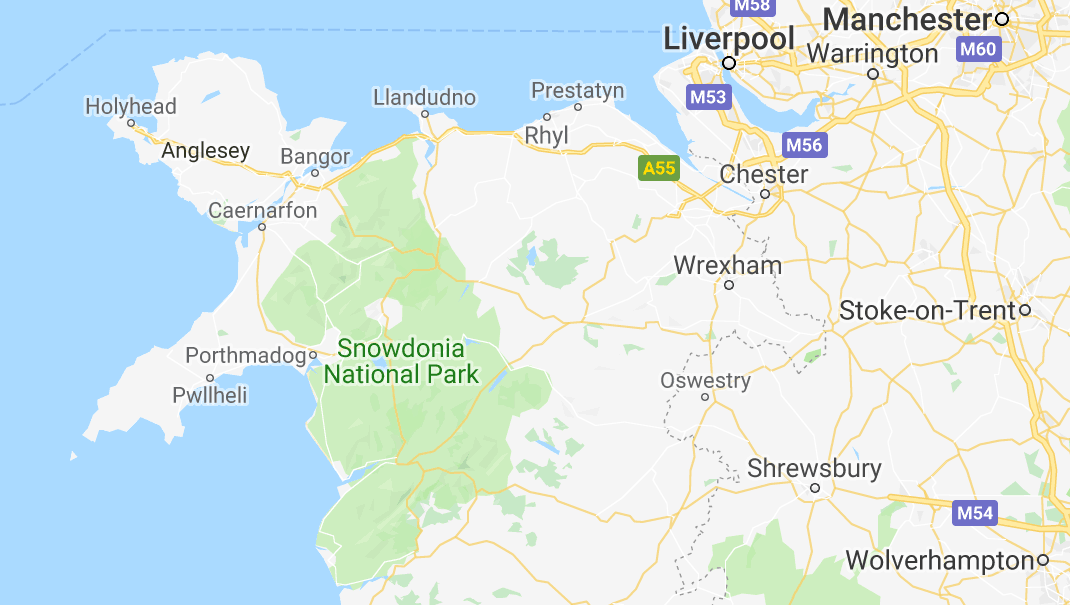 M58
Manchester
Liverpool
Warrington
M60
Prestatyn
Llandudno
M53
Holyhead
Rhyl
M56
Anglesey
Bangor
A55
Chester
Caernarfon
Wrexham
Stoke-on-Trent
Snowdonia
National Park
Porthmadog
Oswestry
Pwllheli
Shrewsbury
M54
Wolverhampton